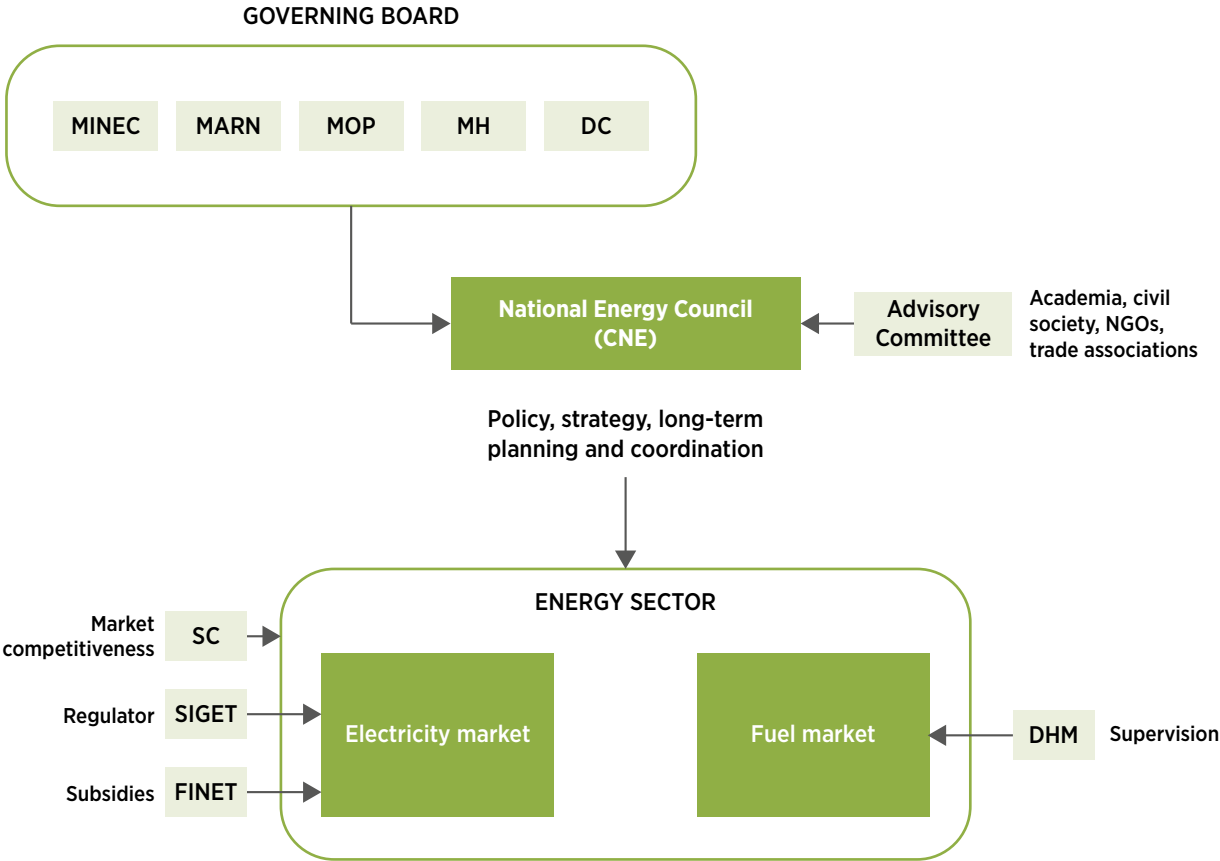 GOVERNING BOARD
MINEC
MARN
MOP
MH
DC
National Energy Council
(CNE)
Advisory
Committee
Academia, civil
society, NGOs,
trade associations
Policy, strategy, long-term
planning and coordination
ENERGY SECTOR
Market
competitiveness
SC
Regulator
SIGET
Subsidies
FINET
Electricity market
Fuel market
DHM
Supervision